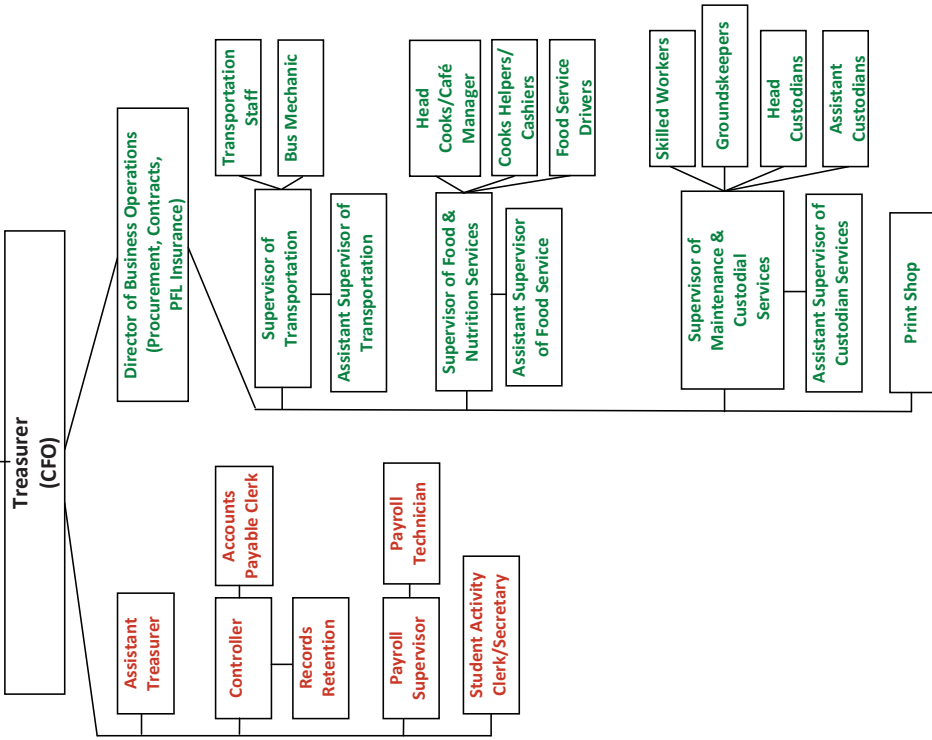 Treasurer
(CFO)
Assistant
Treasurer
Controller
Accounts
Payable Clerk
Records
Retention
Payroll
Supervisor
Payroll
Technician
Student Activity
Clerk/Secretary
Director of Business Operations
(Procurement, Contracts,
PFL Insurance)
Supervisor of
Transportation
Transportation
Staff
Bus Mechanic
Assistant Supervisor of
Transportation
Supervisor of Food &
Nutrition Services
Head
Cooks/Café
Manager
Cooks Helpers/
Cashiers
Food Service
Drivers
Assistant Supervisor
of Food Service
Supervisor of
Maintenance &
Custodial
Services
Skilled Workers
Groundskeepers
Head
Custodians
Assistant
Custodians
Assistant Supervisor of
Custodian Services
Print Shop